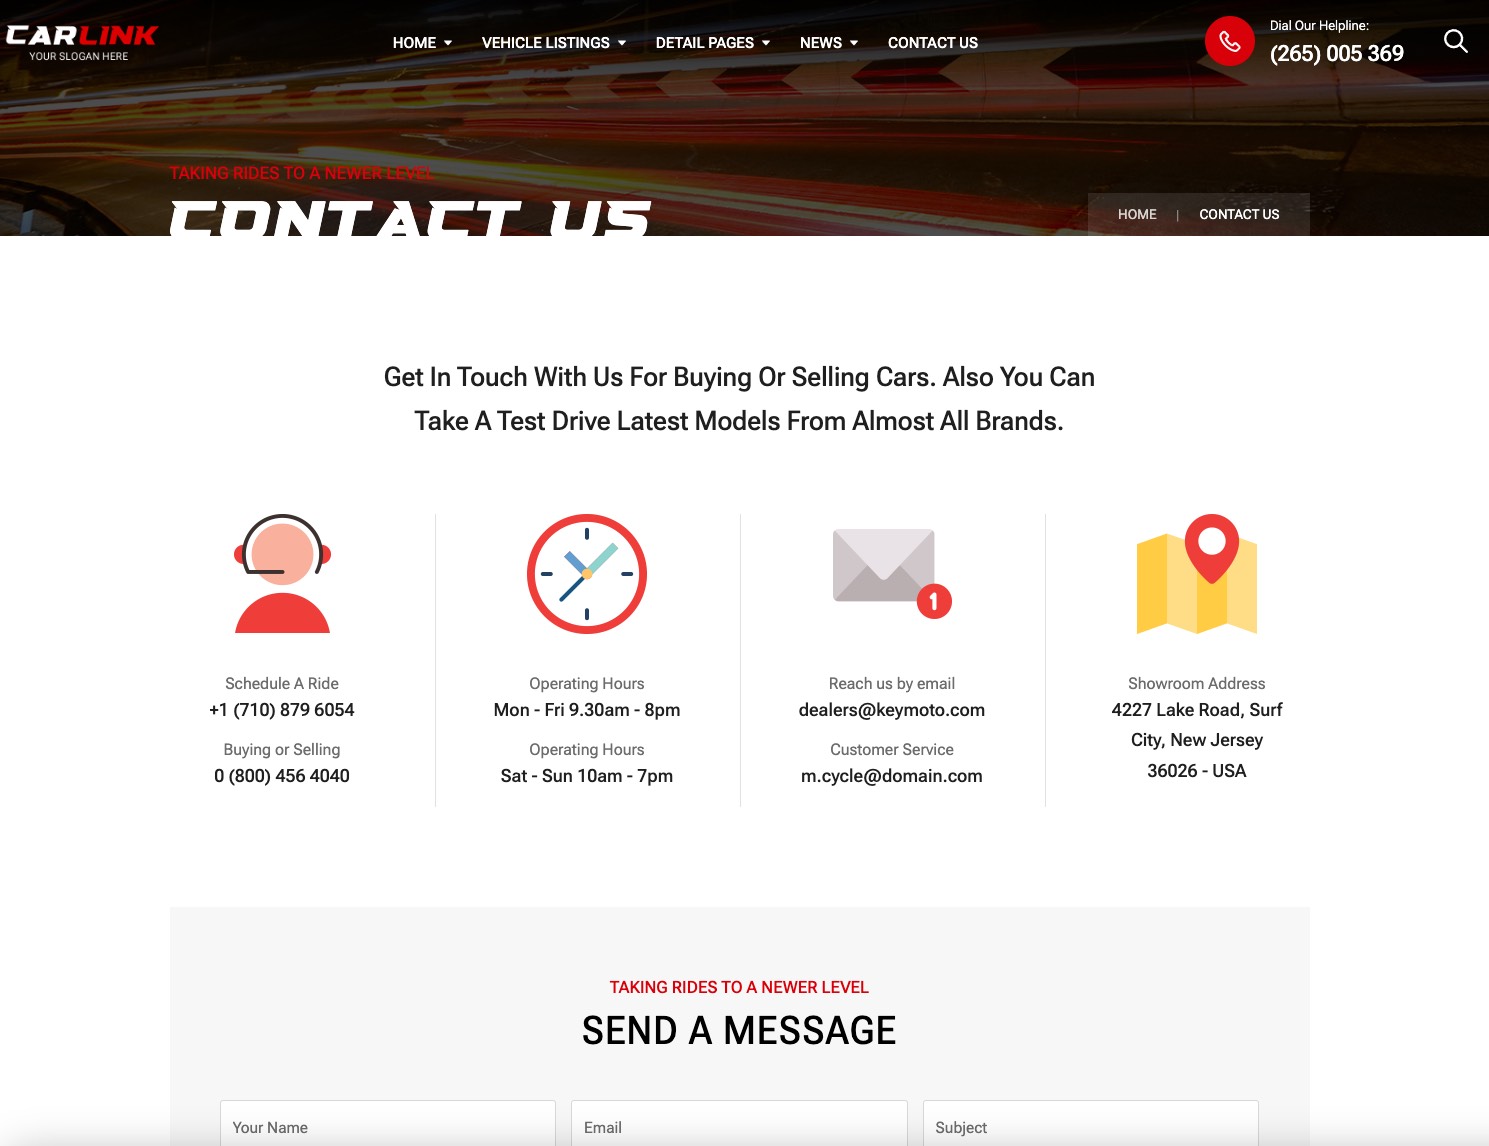 CARLINK
YOUR SLOGAN HERE
HOME
VEHICLE LISTINGS
DETAIL PAGES
NEWS
CONTACT US
Dial Our Helpline:
(265) 005 369
TAKING RIDES TO A NEWER LEVEL
CONTACT US
HOME | CONTACT US
Get In Touch With Us For Buying Or Selling Cars. Also You Can
Take A Test Drive Latest Models From Almost All Brands.
Schedule A Ride
+1 (710) 879 6054
Buying or Selling
0 (800) 456 4040
Operating Hours
Mon - Fri 9.30am - 8pm
Operating Hours
Sat - Sun 10am - 7pm
1
Reach us by email
dealers@keymoto.com
Customer Service
m.cycle@domain.com
Showroom Address
4227 Lake Road, Surf
City, New Jersey
36026 - USA
TAKING RIDES TO A NEWER LEVEL
SEND A MESSAGE
Your Name
Email
Subject